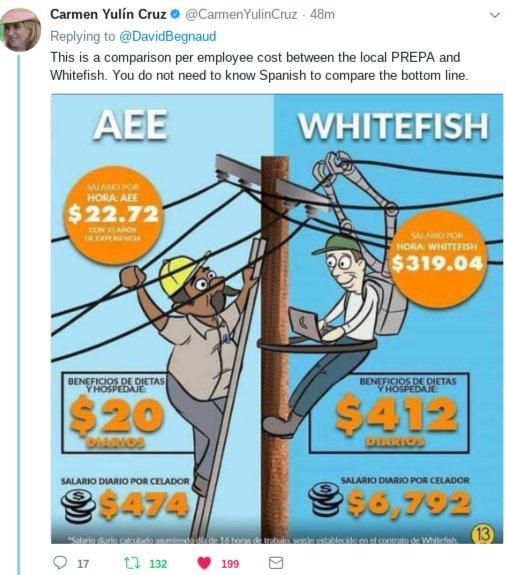 Carmen Yulín Cruz @CarmenYulinCruz · 48m
Replying to @DavidBegnaud
This is a comparison per employee cost between the local PREPA and
Whitefish. You do not need to know Spanish to compare the bottom line.
AEE
WHITEFISH
SALARIO POR
HORA: AEE
$22.72
CON 35 AÑOS
DE EXPERIENCIA
SALARIO POR
HORA: WHITEFISH
$319.04
BENEFICIOS DE DIETAS
Y HOSPEDAJE:
$20
DIARIOS
BENEFICIOS DE DIETAS
Y HOSPEDAJE:
$412
DIARIOS
SALARIO DIARIO POR CELADOR
$474
SALARIO DIARIO POR CELADOR
$6,792
*Salario diario calculado asumiendo día de 16 horas de trabajo, según establecido en el contrato de Whitefish.
13
17 132 199